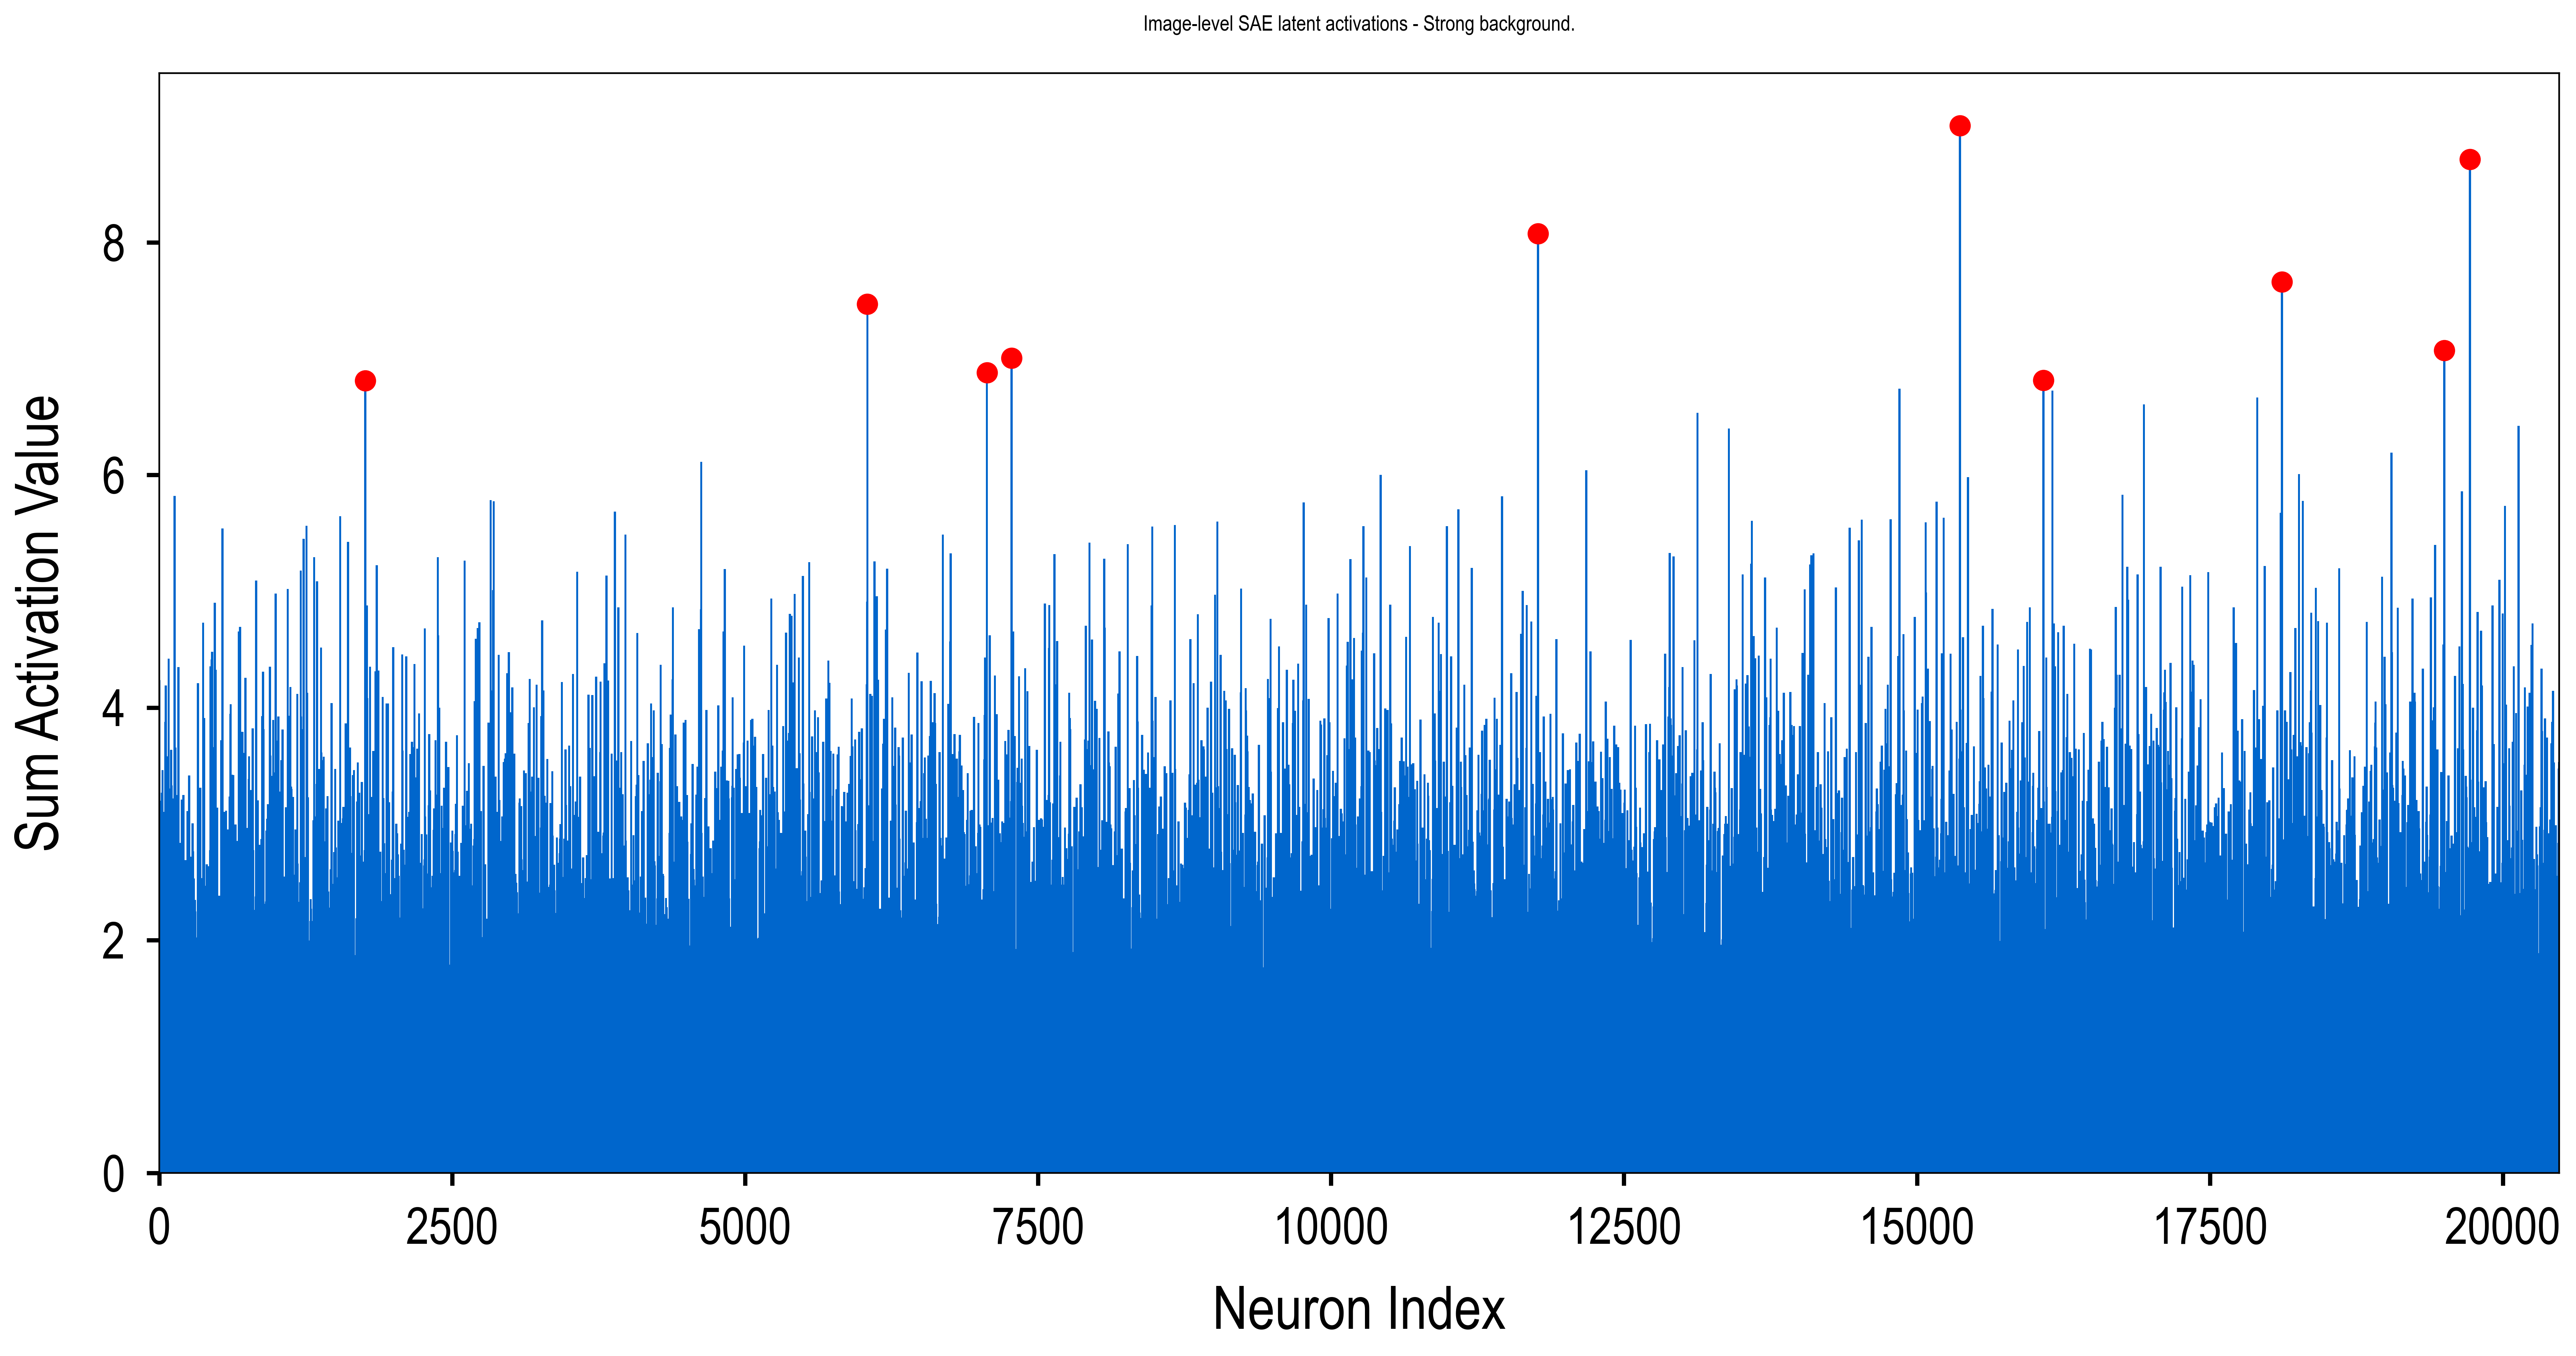 Image-level SAE latent activations - Strong background.
8
6
4
2
0
Sum Activation Value
0 2500 5000 7500 10000 12500 15000 17500 20000
Neuron Index